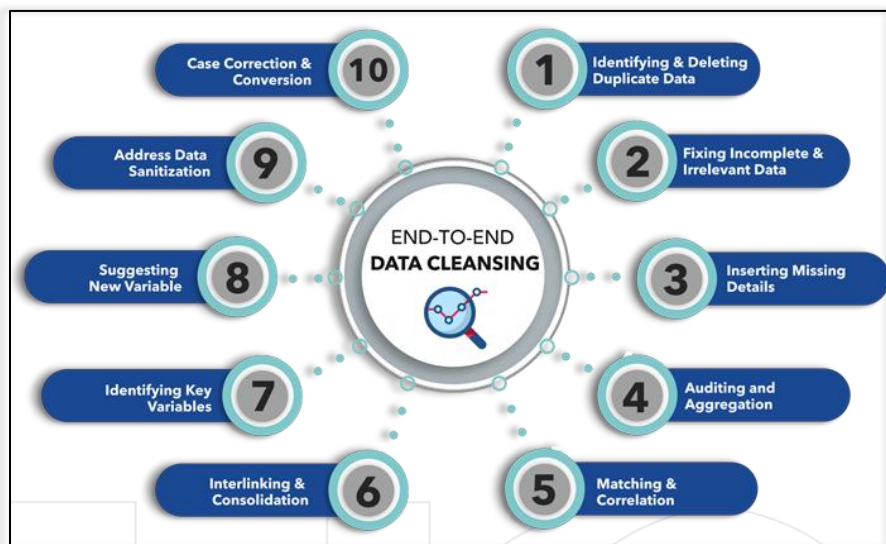 END-TO-END
DATA CLEANSING
1
Identifying & Deleting
Duplicate Data
2
Fixing Incomplete &
Irrelevant Data
3
Inserting Missing
Details
4
Auditing and
Aggregation
5
Matching &
Correlation
6
Interlinking &
Consolidation
7
Identifying Key
Variables
8
Suggesting
New Variable
9
Address Data
Sanitization
10
Case Correction &
Conversion